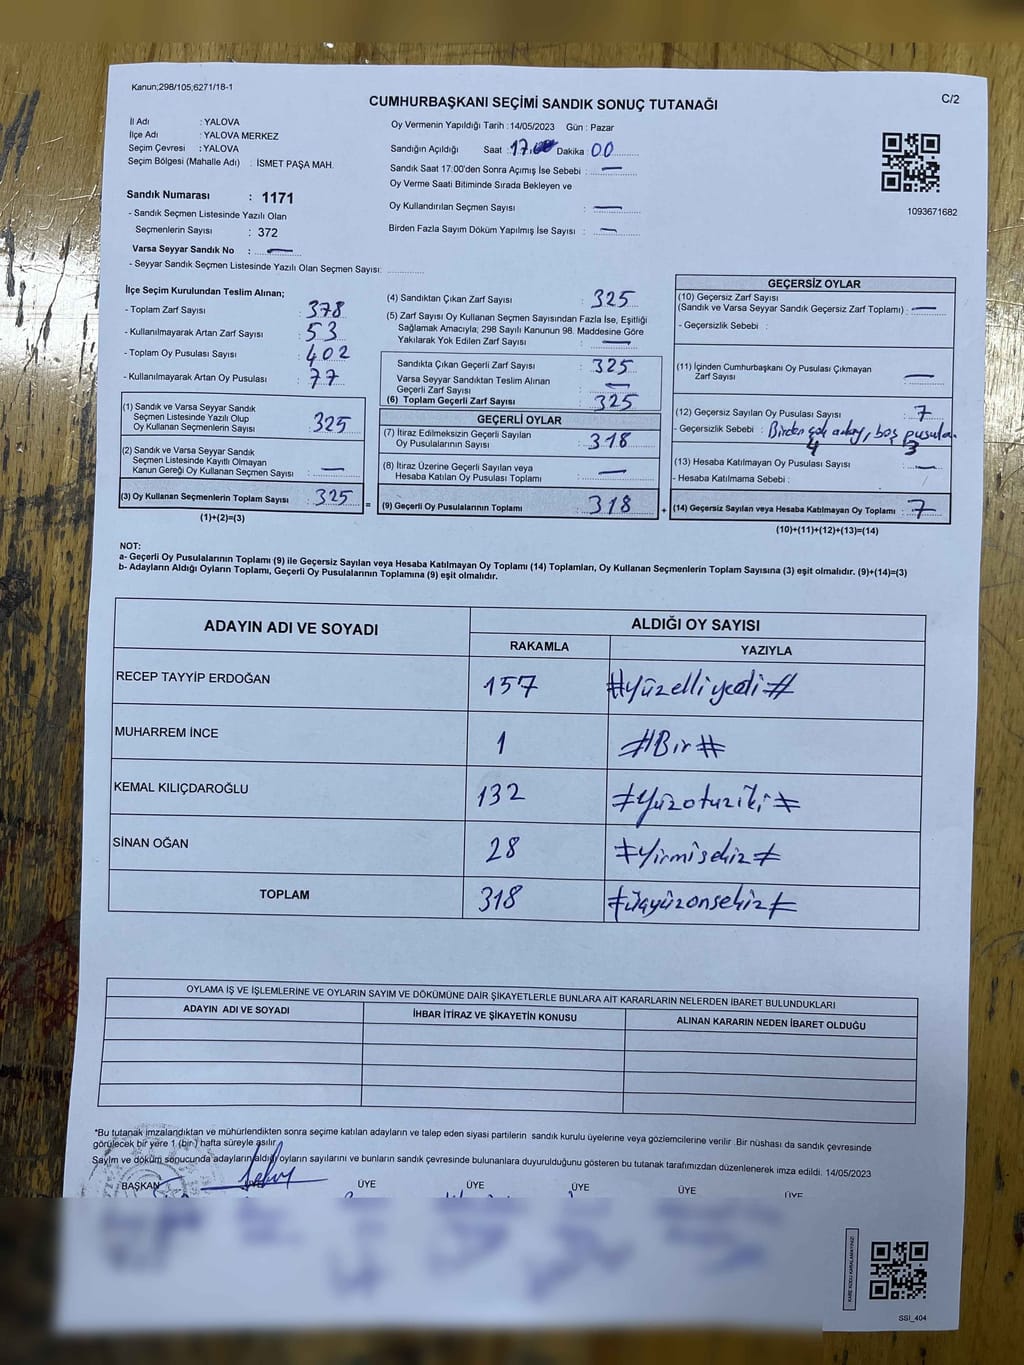 Kanun;298/105;6271/18-1
CUMHURBAŞKANI SEÇİMİ SANDIK SONUÇ TUTANAĞI
C/2
İl Adı : YALOVA
İlçe Adı : YALOVA MERKEZ
Seçim Çevresi : YALOVA
Seçim Bölgesi (Mahalle Adı) : İSMET PAŞA MAH.
Sandık Numarası : 1171
- Sandık Seçmen Listesinde Yazılı Olan
Seçmenlerin Sayısı : 372
Varsa Seyyar Sandık No : —
- Seyyar Sandık Seçmen Listesinde Yazılı Olan Seçmen Sayısı:
Oy Vermenin Yapıldığı Tarih : 14/05/2023 Gün : Pazar
Sandığın Açıldığı Saat : 17. Dakika : 00
Sandık Saat 17:00'den Sonra Açımış İse Sebebi : —
Oy Verme Saati Bitiminde Sırada Bekleyen ve
Oy Kullandırılan Seçmen Sayısı : —
Birden Fazla Sayım Döküm Yapılmış İse Sayısı : —
1093671682
İlçe Seçim Kurulundan Teslim Alınan;
- Toplam Zarf Sayısı : 378
- Kullanılmayarak Artan Zarf Sayısı : 53
- Toplam Oy Pusulası Sayısı : 402
- Kullanılmayarak Artan Oy Pusulası : 77
(1) Sandık ve Varsa Seyyar Sandık
Seçmen Listesinde Yazılı Olup
Oy Kullanan Seçmenlerin Sayısı : 325
(2) Sandık ve Varsa Seyyar Sandık
Seçmen Listesinde Kayıtlı Olmayan
Kanun Gereği Oy Kullanan Seçmen Sayısı : —
(3) Oy Kullanan Seçmenlerin Toplam Sayısı : 325
(1)+(2)=(3)
(4) Sandıktan Çıkan Zarf Sayısı : 325
(5) Zarf Sayısı Oy Kullanan Seçmen Sayısından Fazla İse, Eşitliği
Sağlamak Amacıyla; 298 Sayılı Kanunun 98. Maddesine Göre
Yakılarak Yok Edilen Zarf Sayısı : —
Sandıkta Çıkan Geçerli Zarf Sayısı : 325
Varsa Seyyar Sandıktan Teslim Alınan
Geçerli Zarf Sayısı : —
(6) Toplam Geçerli Zarf Sayısı : 325
GEÇERLİ OYLAR
(7) İtiraz Edilmeksizin Geçerli Sayılan
Oy Pusulalarının Sayısı : 318
(8) İtiraz Üzerine Geçerli Sayılan veya
Hesaba Katılan Oy Pusulası Toplamı : —
=
(9) Geçerli Oy Pusulalarının Toplamı : 318
GEÇERSİZ OYLAR
(10) Geçersiz Zarf Sayısı
(Sandık ve Varsa Seyyar Sandık Geçersiz Zarf Toplamı) : —
- Geçersizlik Sebebi :
(11) İçinden Cumhurbaşkanı Oy Pusulası Çıkmayan
Zarf Sayısı : —
(12) Geçersiz Sayılan Oy Pusulası Sayısı : 7
- Geçersizlik Sebebi : Birden çok aday, boş pusula.
4 3
(13) Hesaba Katılmayan Oy Pusulası Sayısı : —
- Hesaba Katılmama Sebebi :
+
(14) Geçersiz Sayılan veya Hesaba Katılmayan Oy Toplamı : 7
(10)+(11)+(12)+(13)=(14)
NOT:
a- Geçerli Oy Pusulalarının Toplamı (9) ile Geçersiz Sayılan veya Hesaba Katılmayan Oy Toplamı (14) Toplamları, Oy Kullanan Seçmenlerin Toplam Sayısına (3) eşit olmalıdır. (9)+(14)=(3)
b- Adayların Aldığı Oyların Toplamı, Geçerli Oy Pusulalarının Toplamına (9) eşit olmalıdır.
ADAYIN ADI VE SOYADI
ALDIĞI OY SAYISI
RAKAMLA YAZIYLA
RECEP TAYYİP ERDOĞAN 157 #Yüzelliyedi#
MUHARREM İNCE 1 #Bir#
KEMAL KILIÇDAROĞLU 132 #Yüzotuziki#
SİNAN OĞAN 28 #Yirmisekiz#
TOPLAM 318 #Üçyüzonsekiz#
OYLAMA İŞ VE İŞLEMLERİNE VE OYLARIN SAYIM VE DÖKÜMÜNE DAİR ŞİKAYETLERLE BUNLARA AİT KARARLARIN NELERDEN İBARET BULUNDUKLARI
ADAYIN ADI VE SOYADI İHBAR İTİRAZ VE ŞİKAYETİN KONUSU ALINAN KARARIN NEDEN İBARET OLDUĞU
*Bu tutanak imzalandıktan ve mühürlendikten sonra seçime katılan adayların ve talep eden siyasi partilerin sandık kurulu üyelerine veya gözlemcilerine verilir .Bir nüshası da sandık çevresinde
görülecek bir yere 1 (bir) hafta süreyle asılır.
Sayım ve döküm sonucunda adayların aldığı oyların sayılarını ve bunların sandık çevresinde bulunanlara duyurulduğunu gösteren bu tutanak tarafımızdan düzenlenerek imza edildi. 14/05/2023
BAŞKAN ÜYE ÜYE ÜYE ÜYE ÜYE
KARE KODU KARALAMAYINIZ!
SSI_404